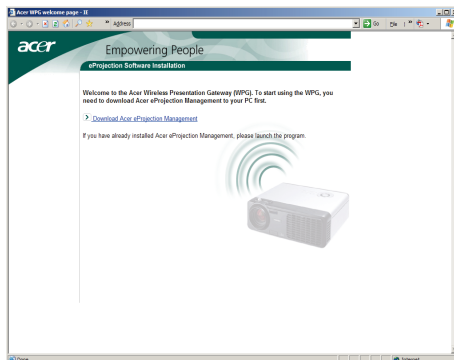 Acer WPG welcome page - IE
Address
Go
File
acer
Empowering People
eProjection Software Installation
Welcome to the Acer Wireless Presentation Gateway (WPG). To start using the WPG, you
need to download Acer eProjection Management to your PC first.
Download Acer eProjection Management
If you have already installed Acer eProjection Management, please launch the program.
Done
Internet